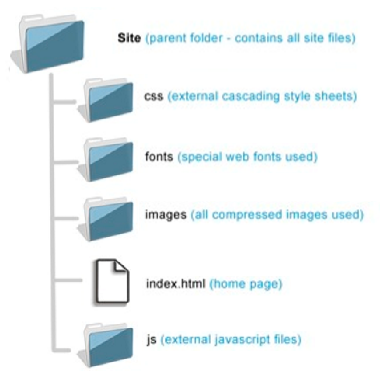 Site (parent folder - contains all site files)
css (external cascading style sheets)
fonts (special web fonts used)
images (all compressed images used)
index.html (home page)
js (external javascript files)